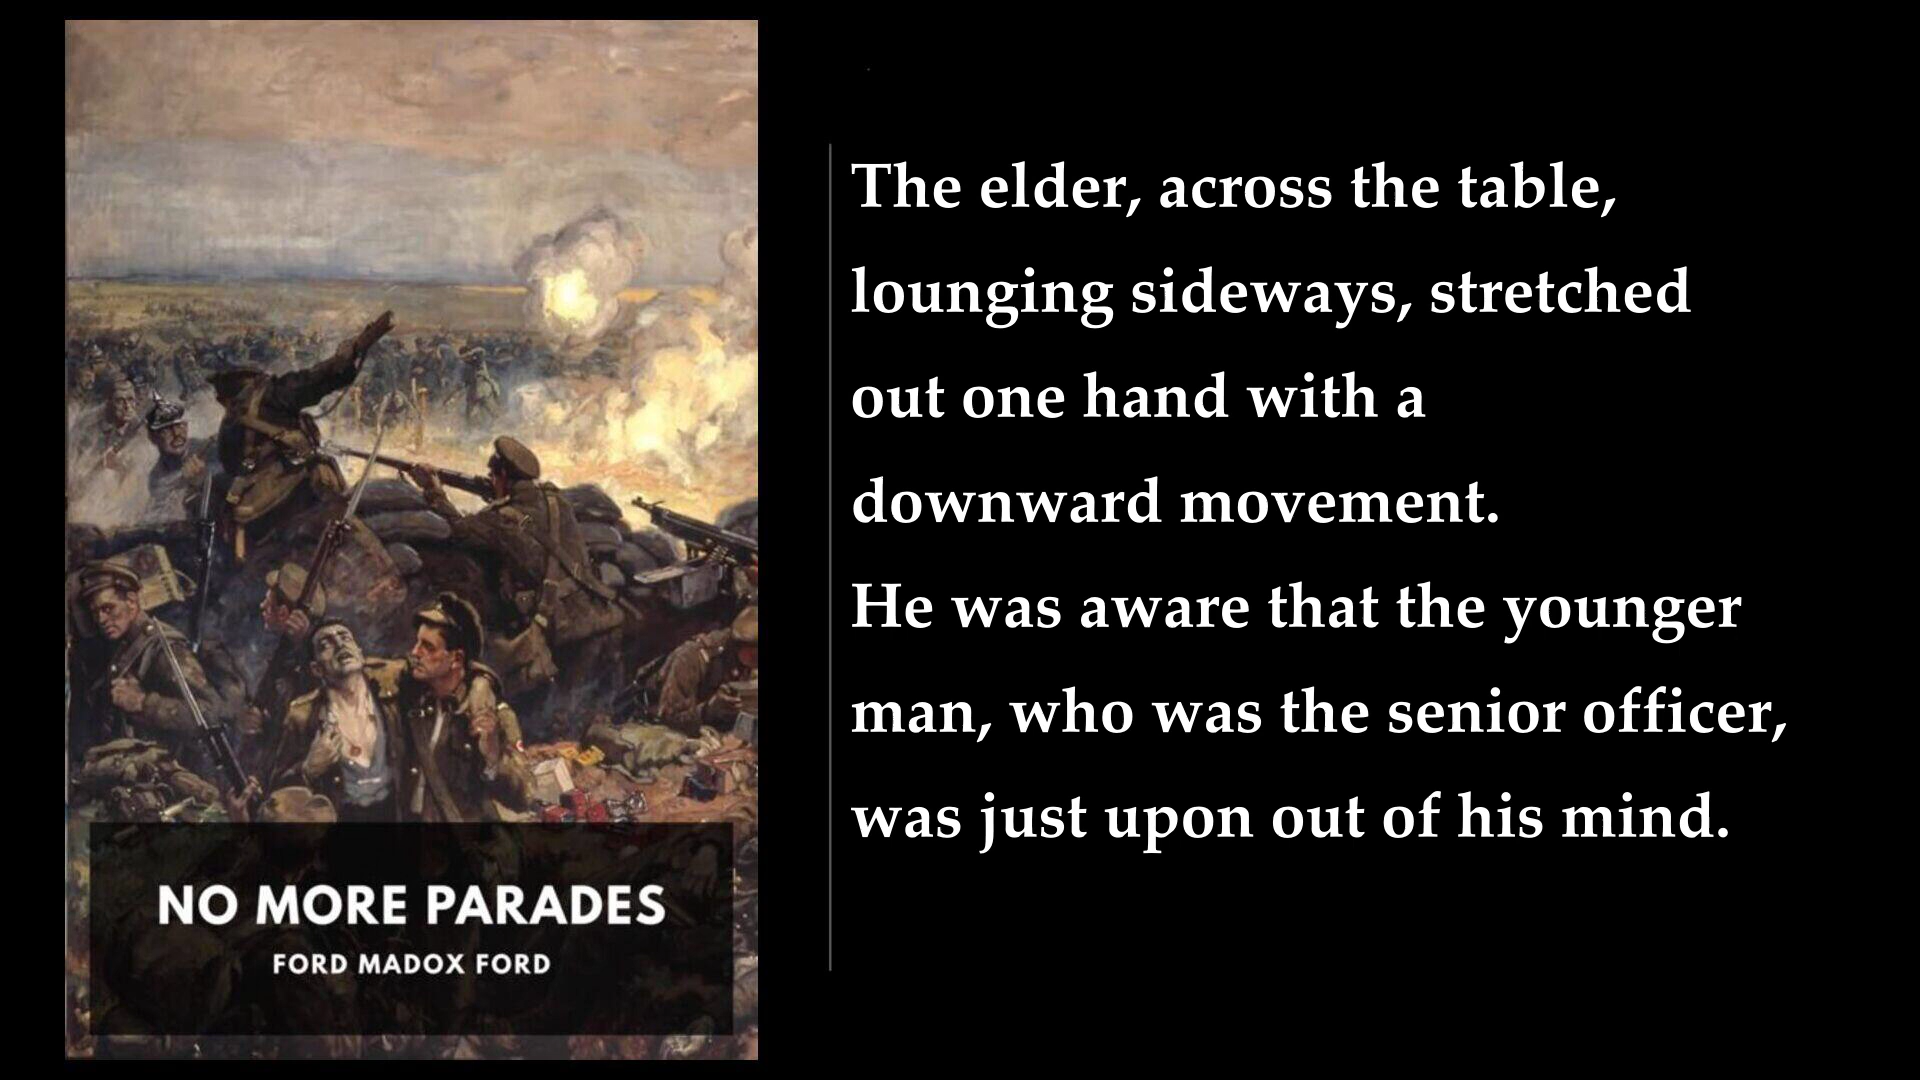 The elder, across the table,
lounging sideways, stretched
out one hand with a
downward movement.
He was aware that the younger
man, who was the senior officer,
was just upon out of his mind.
NO MORE PARADES
FORD MADOX FORD